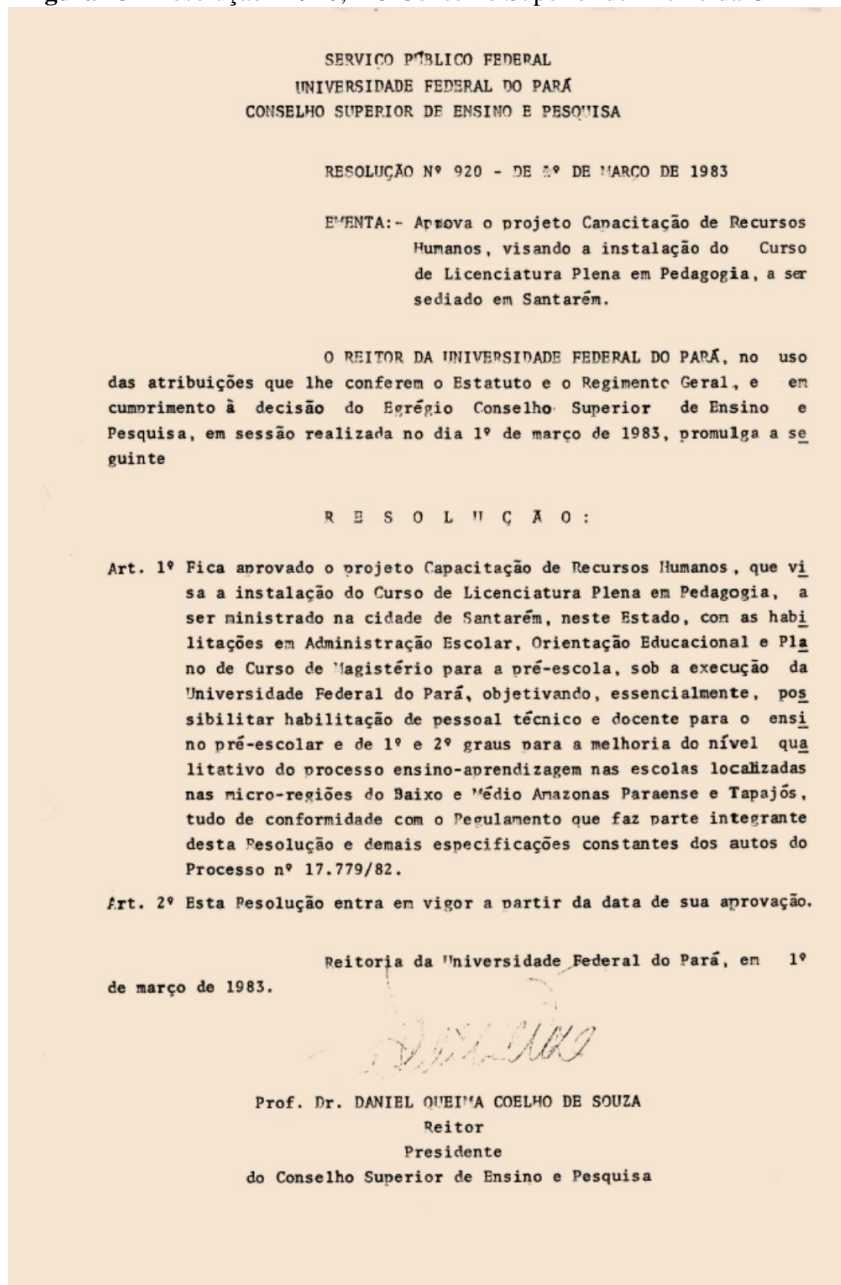 SERVIÇO PÚBLICO FEDERAL
UNIVERSIDADE FEDERAL DO PARÁ
CONSELHO SUPERIOR DE ENSINO E PESQUISA
RESOLUÇÃO Nº 920 - DE 1º DE MARÇO DE 1983
EMENTA:- Aprova o projeto Capacitação de Recursos
Humanos, visando a instalação do Curso
de Licenciatura Plena em Pedagogia, a ser
sediado em Santarém.
O REITOR DA UNIVERSIDADE FEDERAL DO PARÁ, no uso
das atribuições que lhe conferem o Estatuto e o Regimento Geral, e em
cumprimento à decisão do Egrégio Conselho Superior de Ensino e
Pesquisa, em sessão realizada no dia 1º de março de 1983, promulga a se
guinte
R E S O L U Ç Ã O :
Art. 1º Fica aprovado o projeto Capacitação de Recursos Humanos, que vi
sa a instalação do Curso de Licenciatura Plena em Pedagogia, a
ser ministrado na cidade de Santarém, neste Estado, com as habi
litações em Administração Escolar, Orientação Educacional e Pla
no de Curso de Magistério para a pré-escola, sob a execução da
Universidade Federal do Pará, objetivando, essencialmente, pos
sibilitar habilitação de pessoal técnico e docente para o ensi
no pré-escolar e de 1º e 2º graus para a melhoria do nível qua
litativo do processo ensino-aprendizagem nas escolas localizadas
nas micro-regiões do Baixo e Médio Amazonas Paraense e Tapajós,
tudo de conformidade com o Regulamento que faz parte integrante
desta Resolução e demais especificações constantes dos autos do
Processo nº 17.779/82.
Art. 2º Esta Resolução entra em vigor a partir da data de sua aprovação.
Reitoria da Universidade Federal do Pará, em 1º
de março de 1983.
Prof. Dr. DANIEL QUEIMA COELHO DE SOUZA
Reitor
Presidente
do Conselho Superior de Ensino e Pesquisa